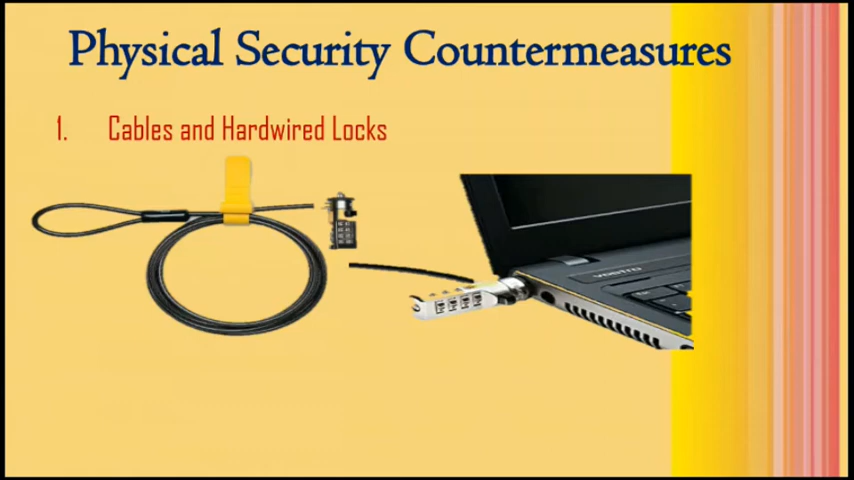 Physical Security Countermeasures
1. Cables and Hardwired Locks
vostro